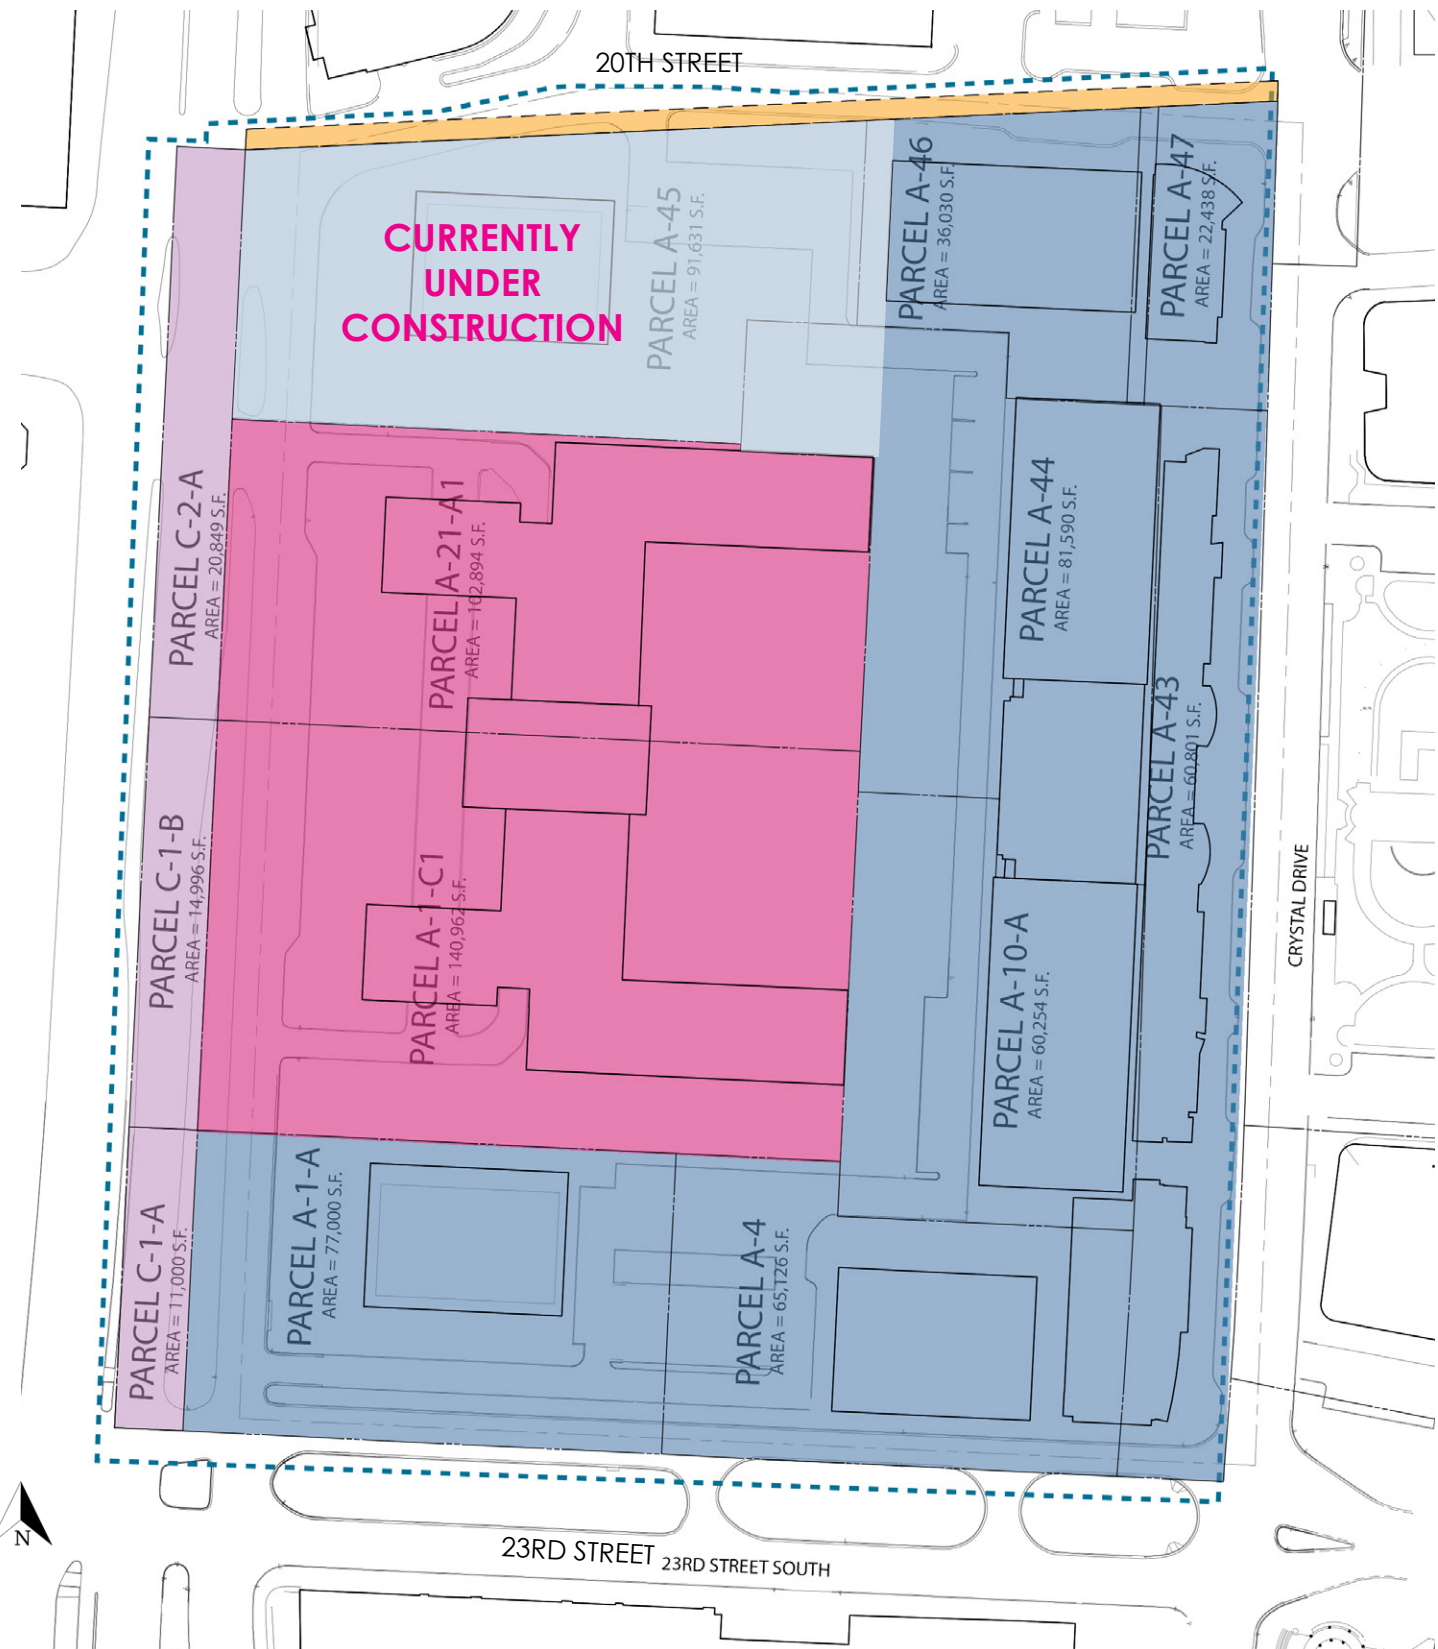 20TH STREET
CURRENTLY
UNDER
CONSTRUCTION
PARCEL A-45
AREA = 91,631 S.F.
PARCEL A-46
AREA = 36,030 S.F.
PARCEL A-47
AREA = 22,438 S.F.
PARCEL C-2-A
AREA = 20,849 S.F.
PARCEL A-21-A1
AREA = 102,894 S.F.
PARCEL A-44
AREA = 81,590 S.F.
PARCEL A-43
AREA = 60,801 S.F.
PARCEL C-1-B
AREA = 14,996 S.F.
PARCEL A-1-C1
AREA = 140,962 S.F.
PARCEL A-10-A
AREA = 60,254 S.F.
CRYSTAL DRIVE
PARCEL C-1-A
AREA = 11,000 S.F.
PARCEL A-1-A
AREA = 77,000 S.F.
PARCEL A-4
AREA = 65,126 S.F.
N
23RD STREET
23RD STREET SOUTH